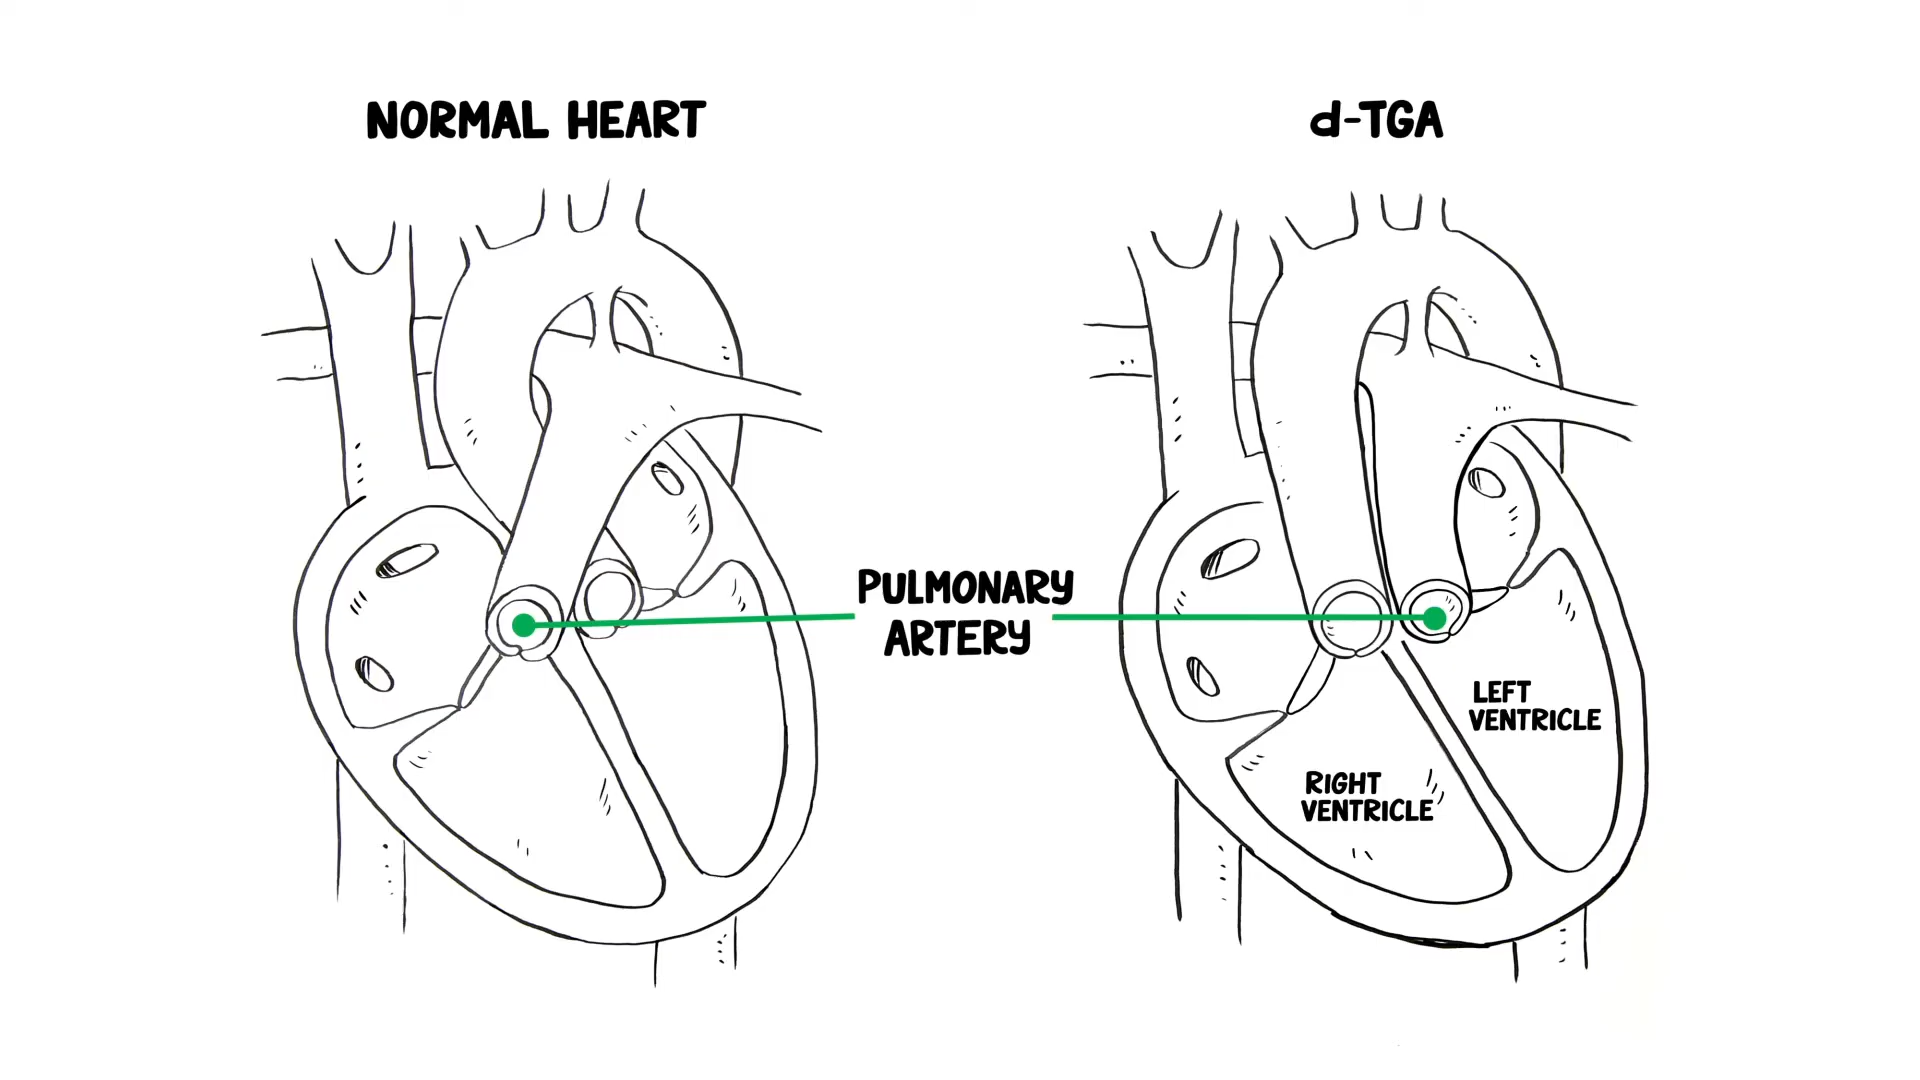 NORMAL HEART
d-TGA
PULMONARY
ARTERY
LEFT
VENTRICLE
RIGHT
VENTRICLE